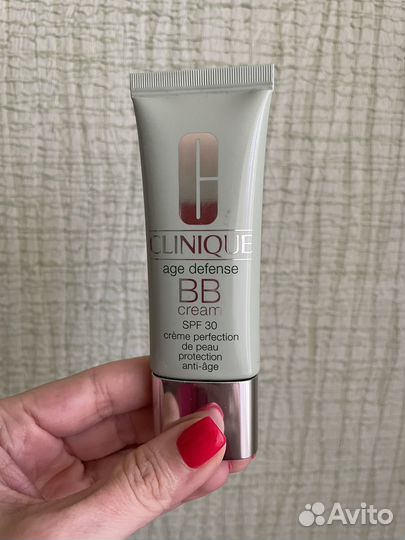 C
CLINIQUE
age defense
BB
cream
SPF 30
crème perfection
de peau
protection
anti-âge
Avito